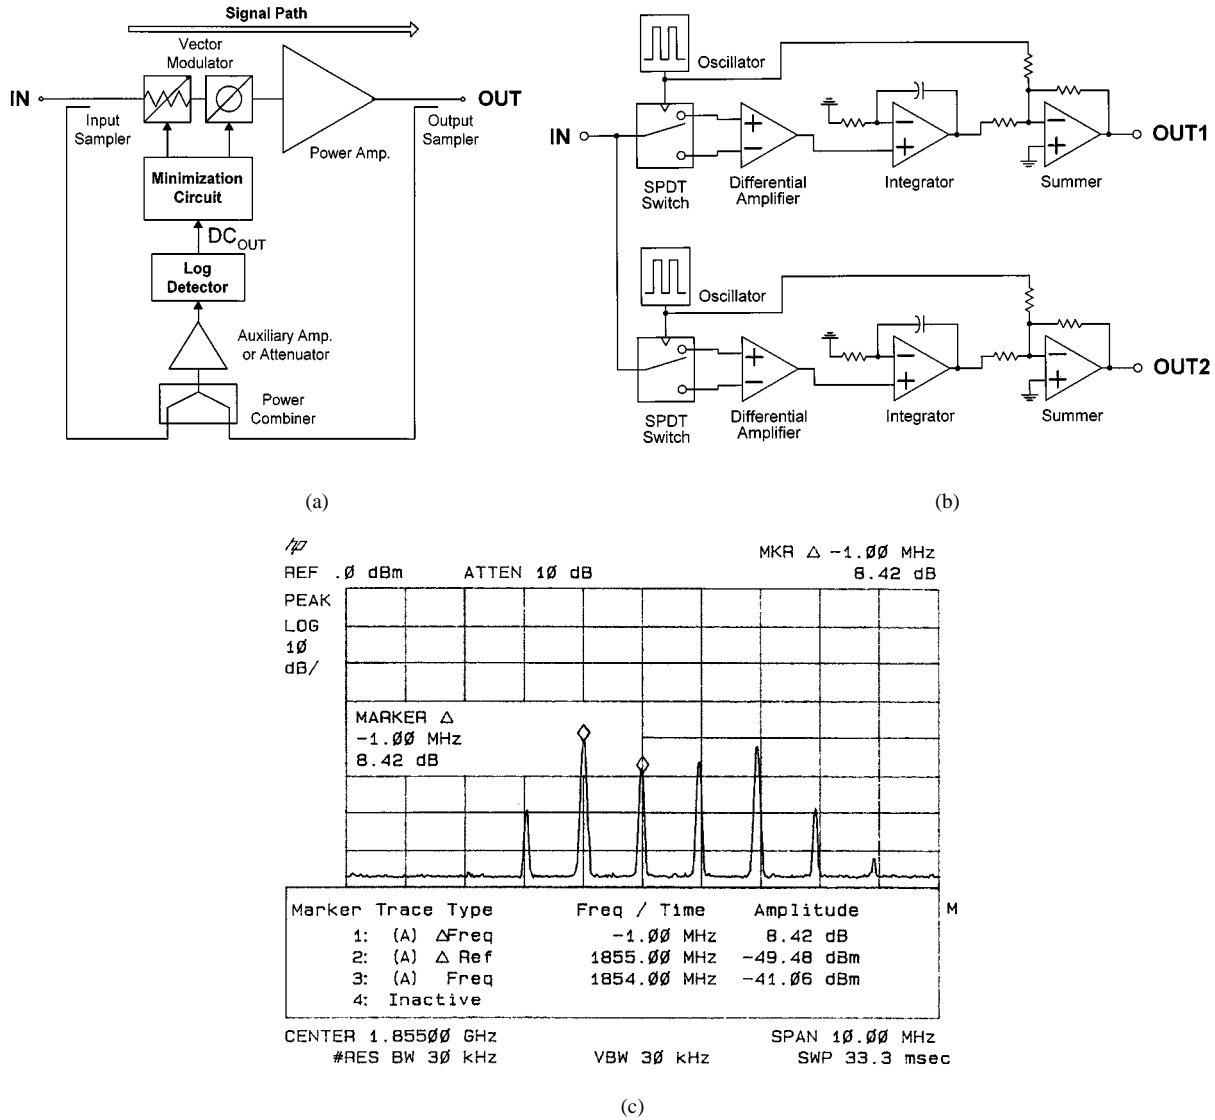 Signal Path
Vector
Modulator
IN
OUT
Input
Sampler
Output
Sampler
Power Amp.
Minimization
Circuit
DCOUT
Log
Detector
Auxiliary Amp.
or Attenuator
Power
Combiner
(a)
Oscillator
IN
SPDT
Switch
Differential
Amplifier
Integrator
Summer
OUT1
Oscillator
SPDT
Switch
Differential
Amplifier
Integrator
Summer
OUT2
(b)
hp
MKR Δ -1.00 MHz
REF .0 dBm ATTEN 10 dB 8.42 dB
PEAK
LOG
10
dB/
MARKER Δ
-1.00 MHz
8.42 dB
Marker Trace Type Freq / Time Amplitude M
1: (A) ΔFreq -1.00 MHz 8.42 dB
2: (A) Δ Ref 1855.00 MHz -49.48 dBm
3: (A) Freq 1854.00 MHz -41.06 dBm
4: Inactive
CENTER 1.85500 GHz SPAN 10.00 MHz
#RES BW 30 kHz VBW 30 kHz SWP 33.3 msec
(c)